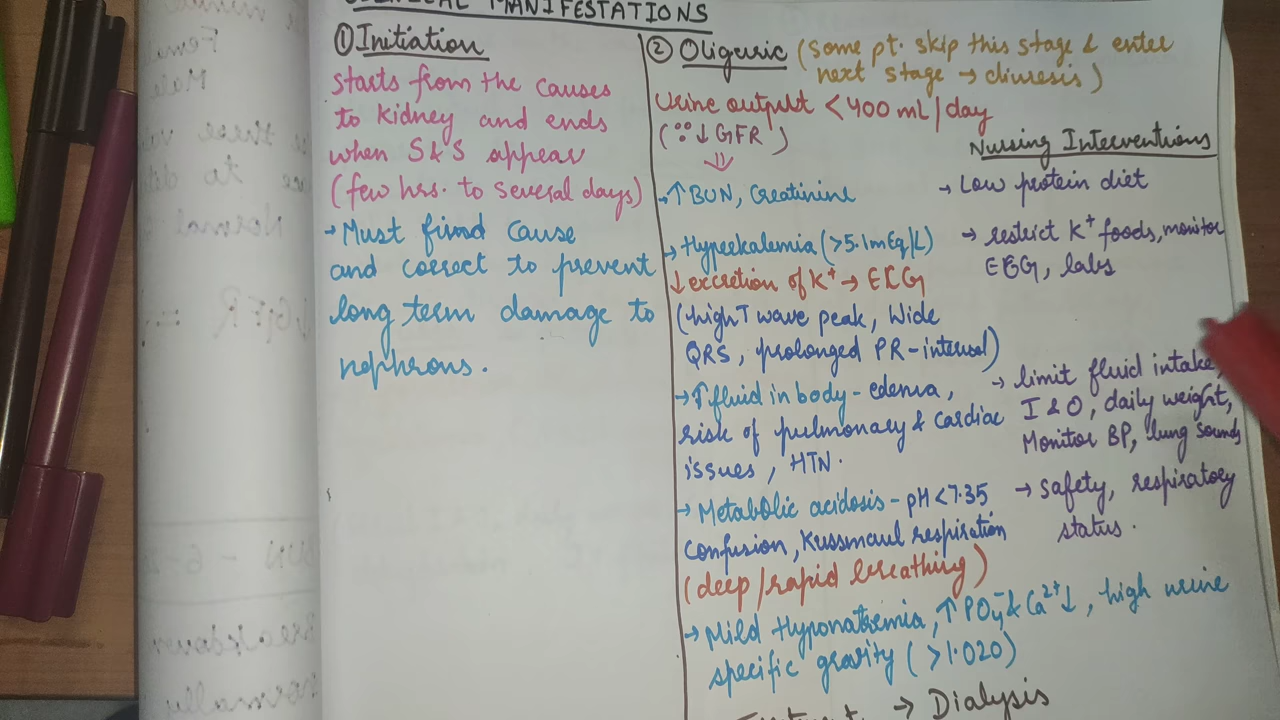 MANIFESTATIONS
① Initiation
starts from the causes
to kidney and ends
when S&S appear
(few hrs. to several days)
→ Must find cause
and correct to prevent
long term damage to
nephrons.
② Oliguric (some pt. skip this stage & enter
next stage → diuresis)
Urine output < 400 mL/day
(∵ ↓ GFR)
⇓
→ ↑ BUN, Creatinine
→ Hyperkalemia (>5.1mEq/L)
↓ excretion of K⁺ → ECG
(high T wave peak, Wide
QRS, prolonged PR-interval)
→ ↑ fluid in body - edema,
risk of pulmonary & cardiac
issues, HTN.
→ Metabolic acidosis - pH < 7.35
confusion, Kussmaul respiration
(deep/rapid breathing)
→ Mild Hyponatremia, ↑ PO₄⁻ & Ca²⁺↓, high urine
specific gravity (>1.020)
→ Dialysis
Nursing Interventions
→ Low protein diet
→ restrict K⁺ foods, monitor
EEG, labs
→ limit fluid intake,
I & O, daily weight,
Monitor BP, lung sounds
→ safety, respiratory
status.